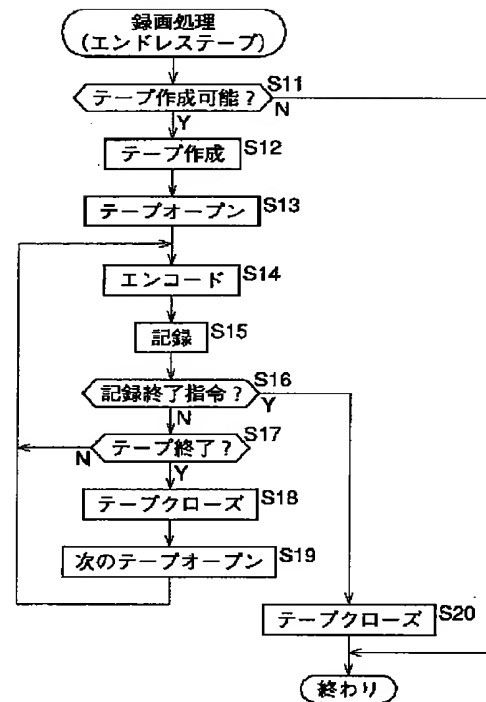 録画処理
(エンドレステープ)
S11
テープ作成可能?
N
Y
テープ作成
S12
テープオープン
S13
エンコード
S14
記録
S15
S16
記録終了指令?
Y
N
S17
テープ終了?
N
Y
テープクローズ
S18
次のテープオープン
S19
テープクローズ
S20
終わり